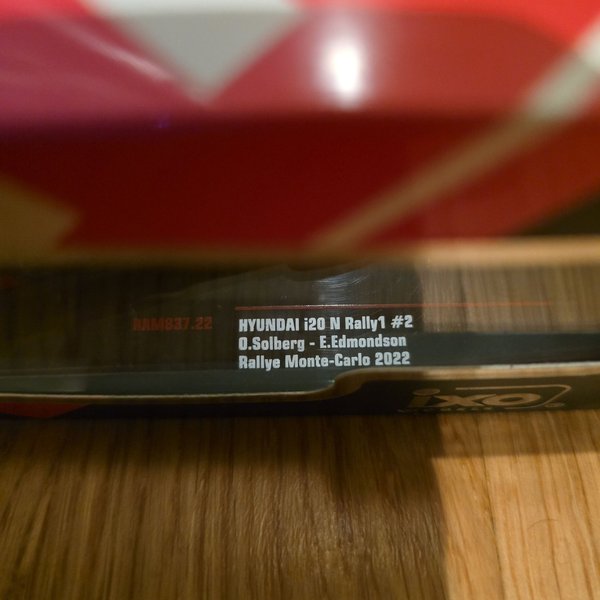 RAM837.22
HYUNDAI i20 N Rally1 #2
O.Solberg - E.Edmondson
Rallye Monte-Carlo 2022
ixo